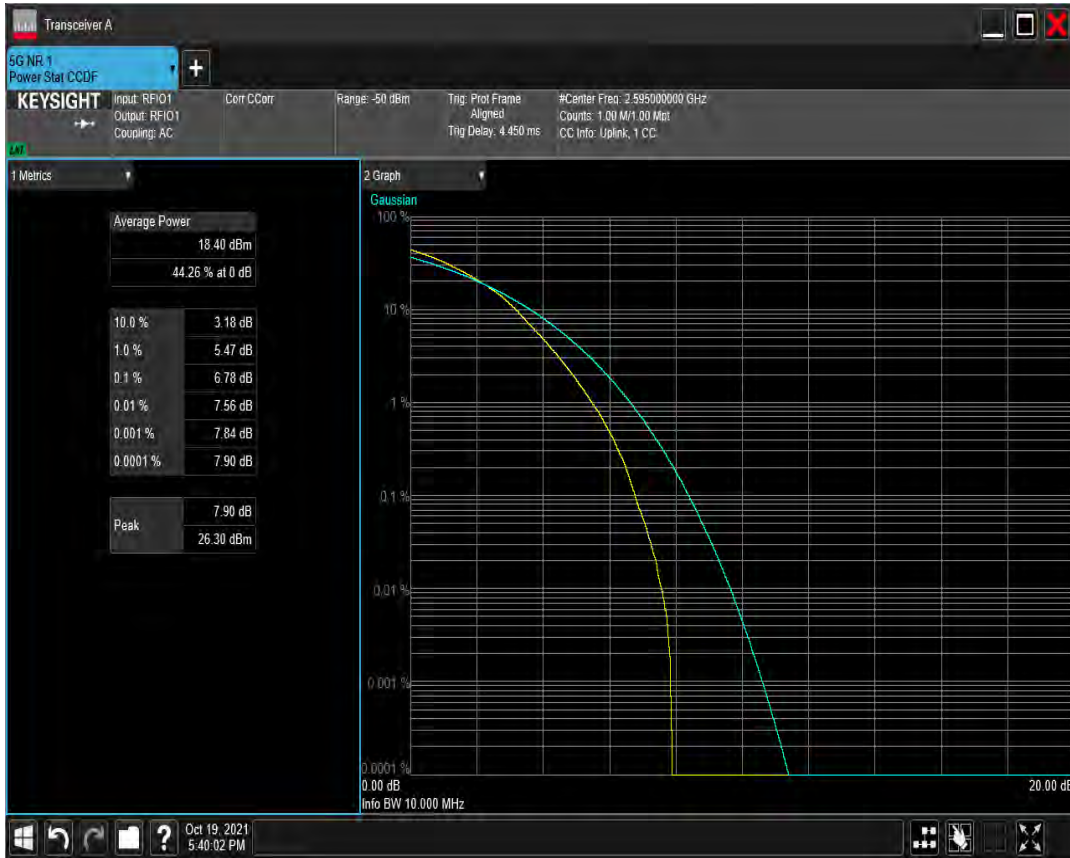 Transceiver A
5G NR 1
Power Stat CCDF
+
KEYSIGHT
Input: RFIO1
Output: RFIO1
Coupling: AC
Corr CCorr
Range: -50 dBm
Trig: Prot Frame
Aligned
Trig Delay: 4.450 ms
#Center Freq: 2.595000000 GHz
Counts: 1.00 M/1.00 Mpt
CC Info: Uplink, 1 CC
1 Metrics
Average Power
18.40 dBm
44.26 % at 0 dB
10.0 % 3.18 dB
1.0 % 5.47 dB
0.1 % 6.78 dB
0.01 % 7.56 dB
0.001 % 7.84 dB
0.0001 % 7.90 dB
Peak 7.90 dB
26.30 dBm
2 Graph
Gaussian
100 %
10 %
1 %
0.1 %
0.01 %
0.001 %
0.0001 %
0.00 dB
20.00 dB
Info BW 10.000 MHz
?
Oct 19, 2021
5:40:02 PM